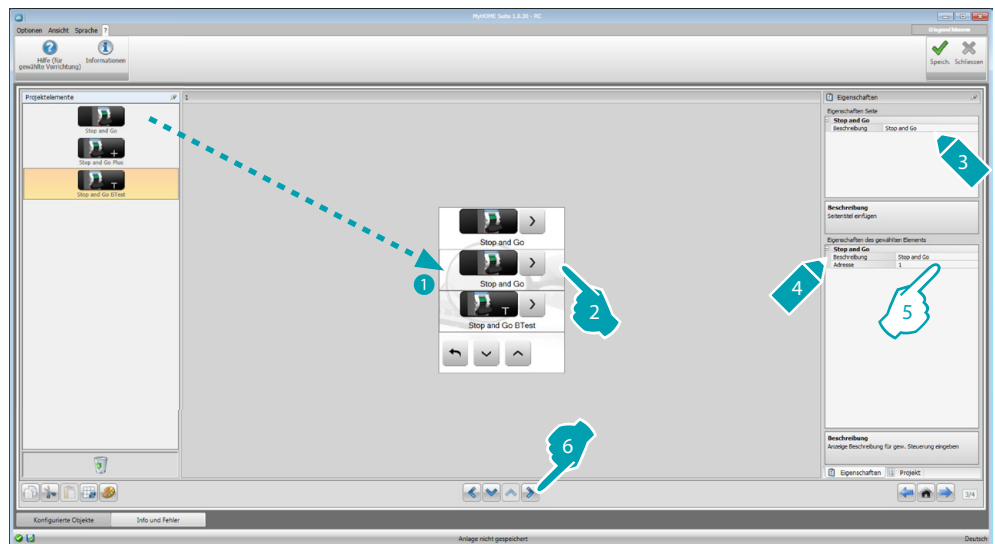 MyHOME Suite 1.0.30 - RC
Optionen Ansicht Sprache ?
Hilfe (für gewählte Vorrichtung)
Informationen
Speich. Schliessen
Projektelemente
1
Stop and Go
Stop and Go Plus
Stop and Go BTest
1
Stop and Go
Stop and Go
Stop and Go BTest
2
6
Eigenschaften
Eigenschaften Seite
Stop and Go
Beschreibung Stop and Go
3
Beschreibung
Seitentitel einfügen
Eigenschaften des gewählten Elements
Stop and Go
Beschreibung Stop and Go
Adresse 1
4
5
Beschreibung
Anzeige Beschreibung für gew. Steuerung eingeben
Eigenschaften Projekt
3/4
Konfigurierte Objekte Info und Fehler
Anlage nicht gespeichert
Deutsch